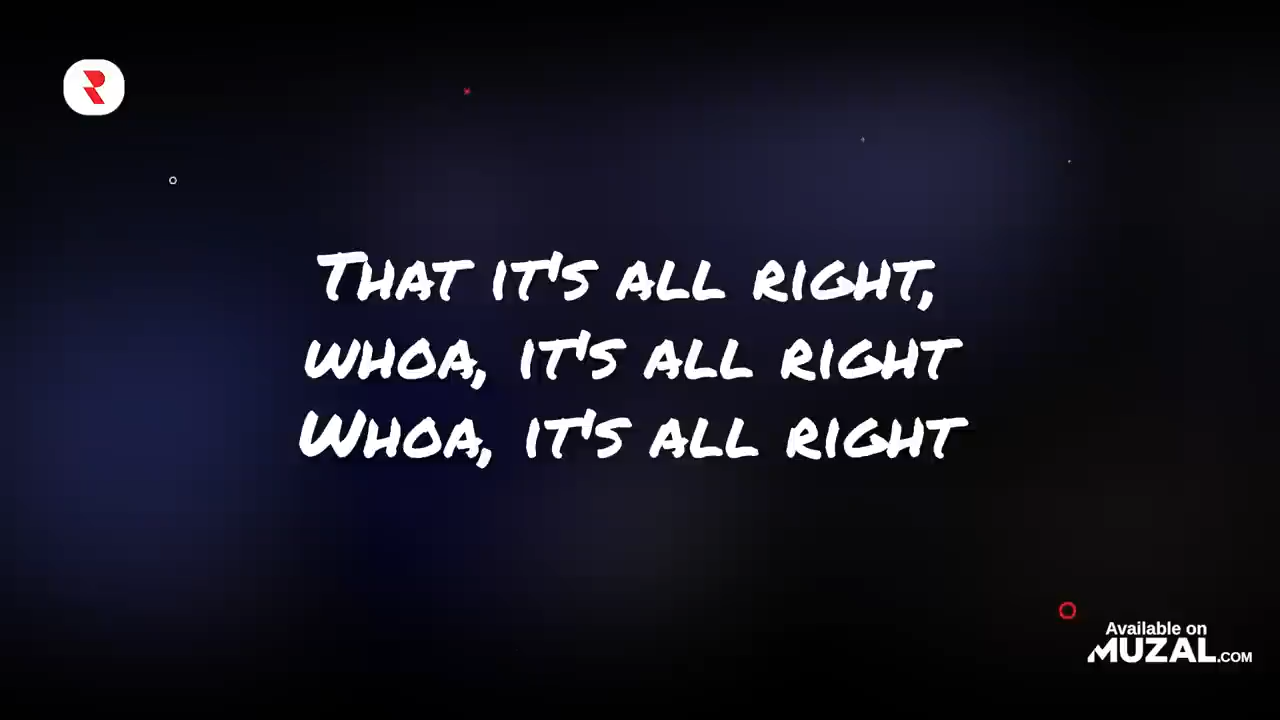 That it's all right,
whoa, it's all right
Whoa, it's all right
Available on
MUZAL.COM